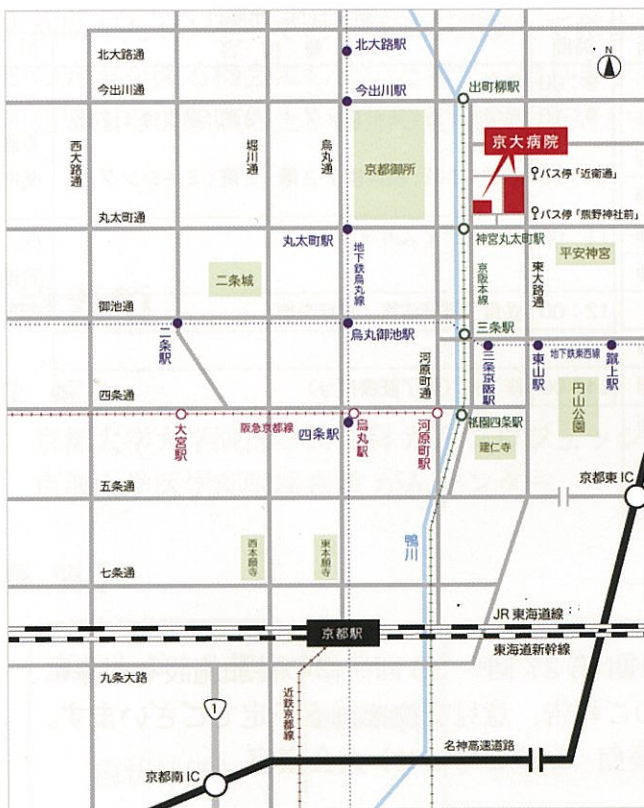 北大路駅
北大路通
今出川駅
今出川通
出町柳駅
西大路通
堀川通
烏丸通
京都御所
京大病院
バス停「近衛通」
バス停「熊野神社前」
丸太町通
丸太町駅
神宮丸太町駅
平安神宮
地下鉄烏丸線
京阪本線
東大路通
二条城
御池通
二条駅
烏丸御池駅
河原町通
三条駅
三条京阪駅
地下鉄東西線
東山駅
蹴上駅
四条通
大宮駅
阪急京都線
四条駅
烏丸駅
河原町駅
祇園四条駅
円山公園
建仁寺
京都東IC
五条通
鴨川
西本願寺
東本願寺
七条通
京都駅
JR東海道線
東海道新幹線
九条大路
近鉄京都線
1
名神高速道路
京都南IC